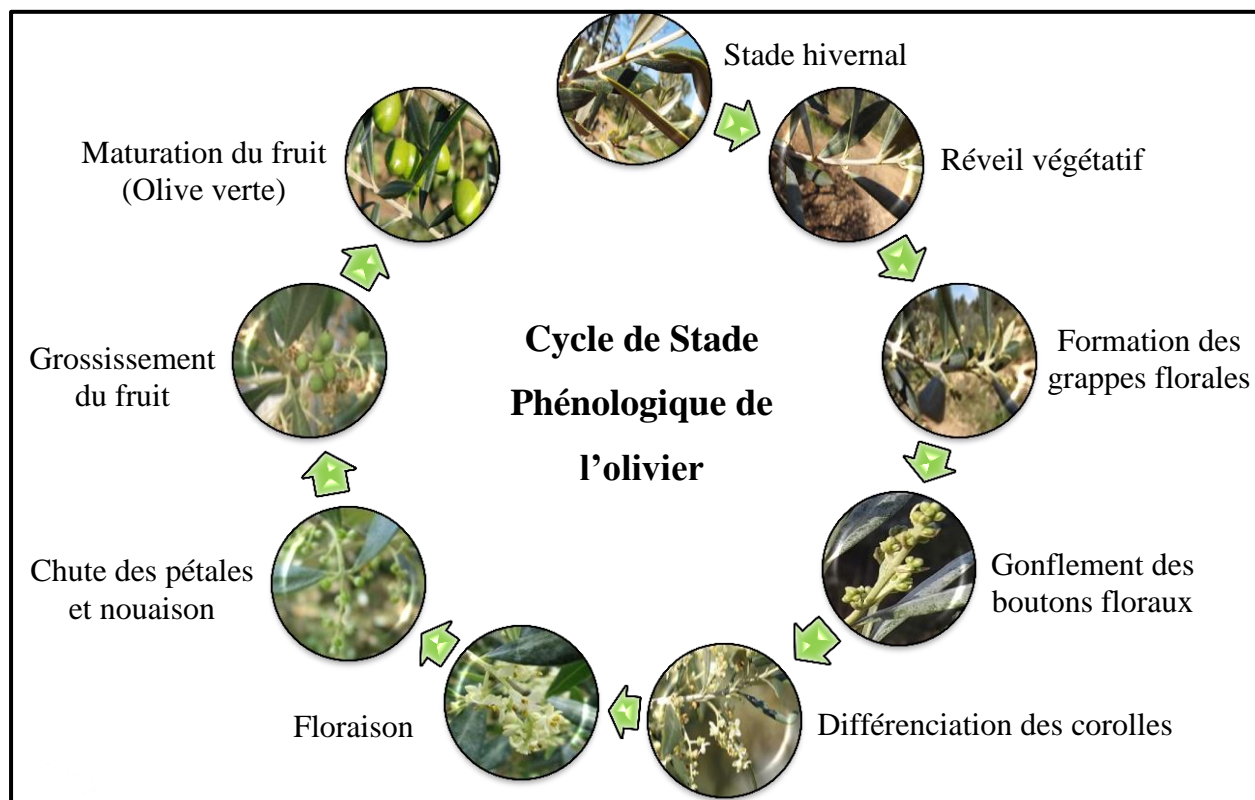 Stade hivernal
Réveil végétatif
Formation des
grappes florales
Gonflement des
boutons floraux
Différenciation des corolles
Floraison
Chute des pétales
et nouaison
Grossissement
du fruit
Maturation du fruit
(Olive verte)
Cycle de Stade
Phénologique de
l’olivier